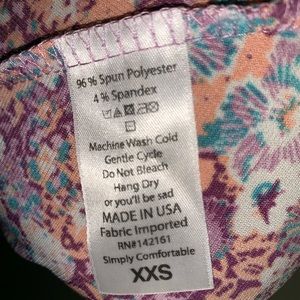 96% Spun Polyester
4% Spandex
Machine Wash Cold
Gentle Cycle
Do Not Bleach
Hang Dry
or you'll be sad
MADE IN USA
Fabric Imported
RN#142161
Simply Comfortable
XXS